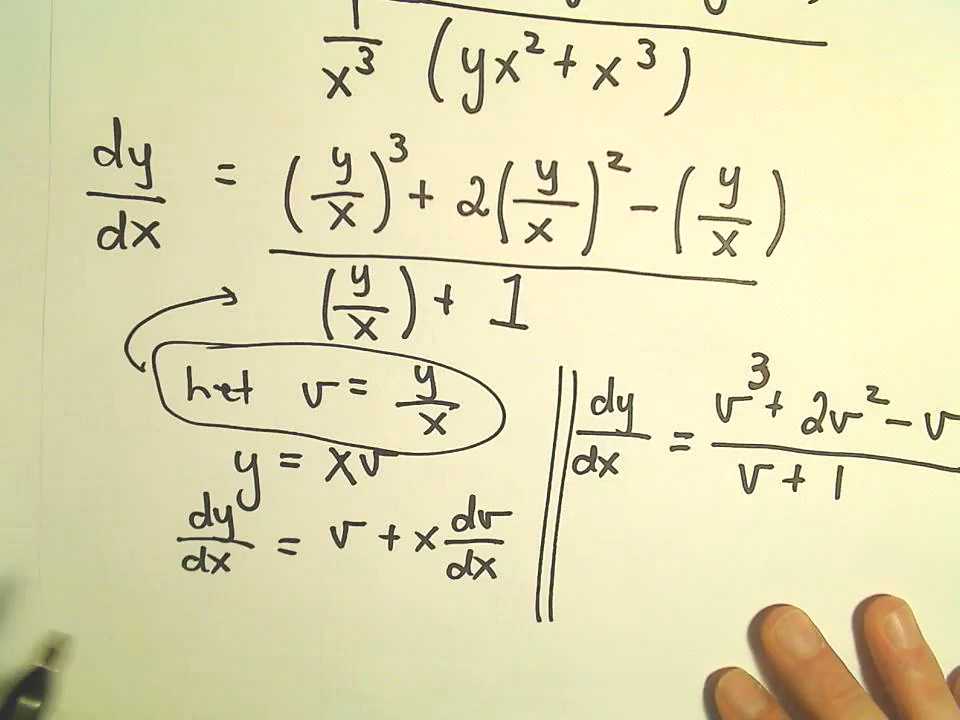 1/x³ (yx² + x³)
dy/dx = ((y/x)³ + 2(y/x)² − (y/x)) / ((y/x) + 1)
Let v = y/x
y = xv
dy/dx = v + x dv/dx
dy/dx = (v³ + 2v² − v) / (v + 1)